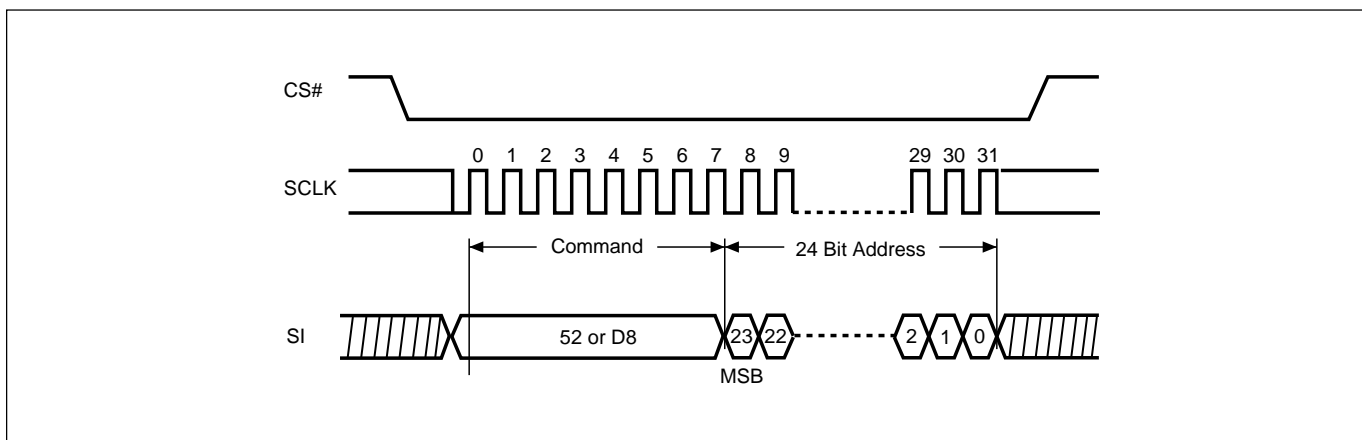 CS#
0 1 2 3 4 5 6 7 8 9 29 30 31
SCLK
Command 24 Bit Address
SI 52 or D8 23 22 2 1 0
MSB